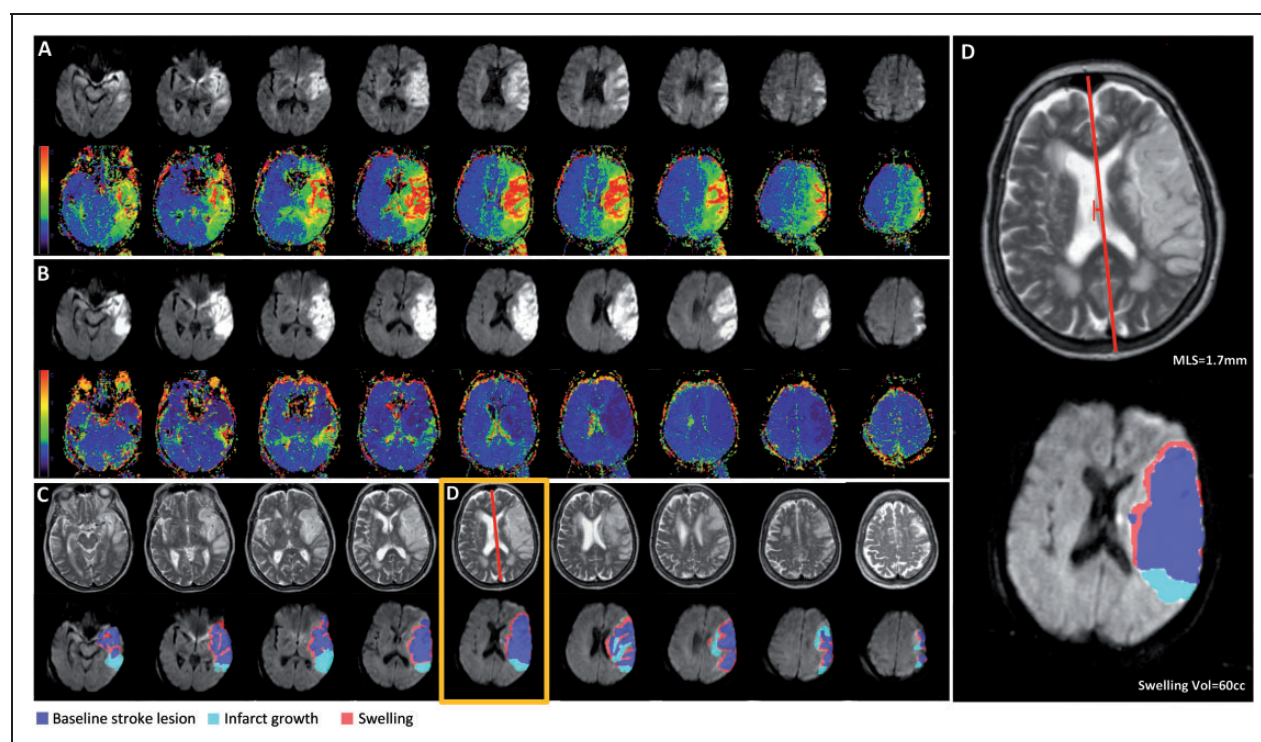 A
B
C
D
D
MLS=1.7mm
Swelling Vol=60cc
Baseline stroke lesion
Infarct growth
Swelling